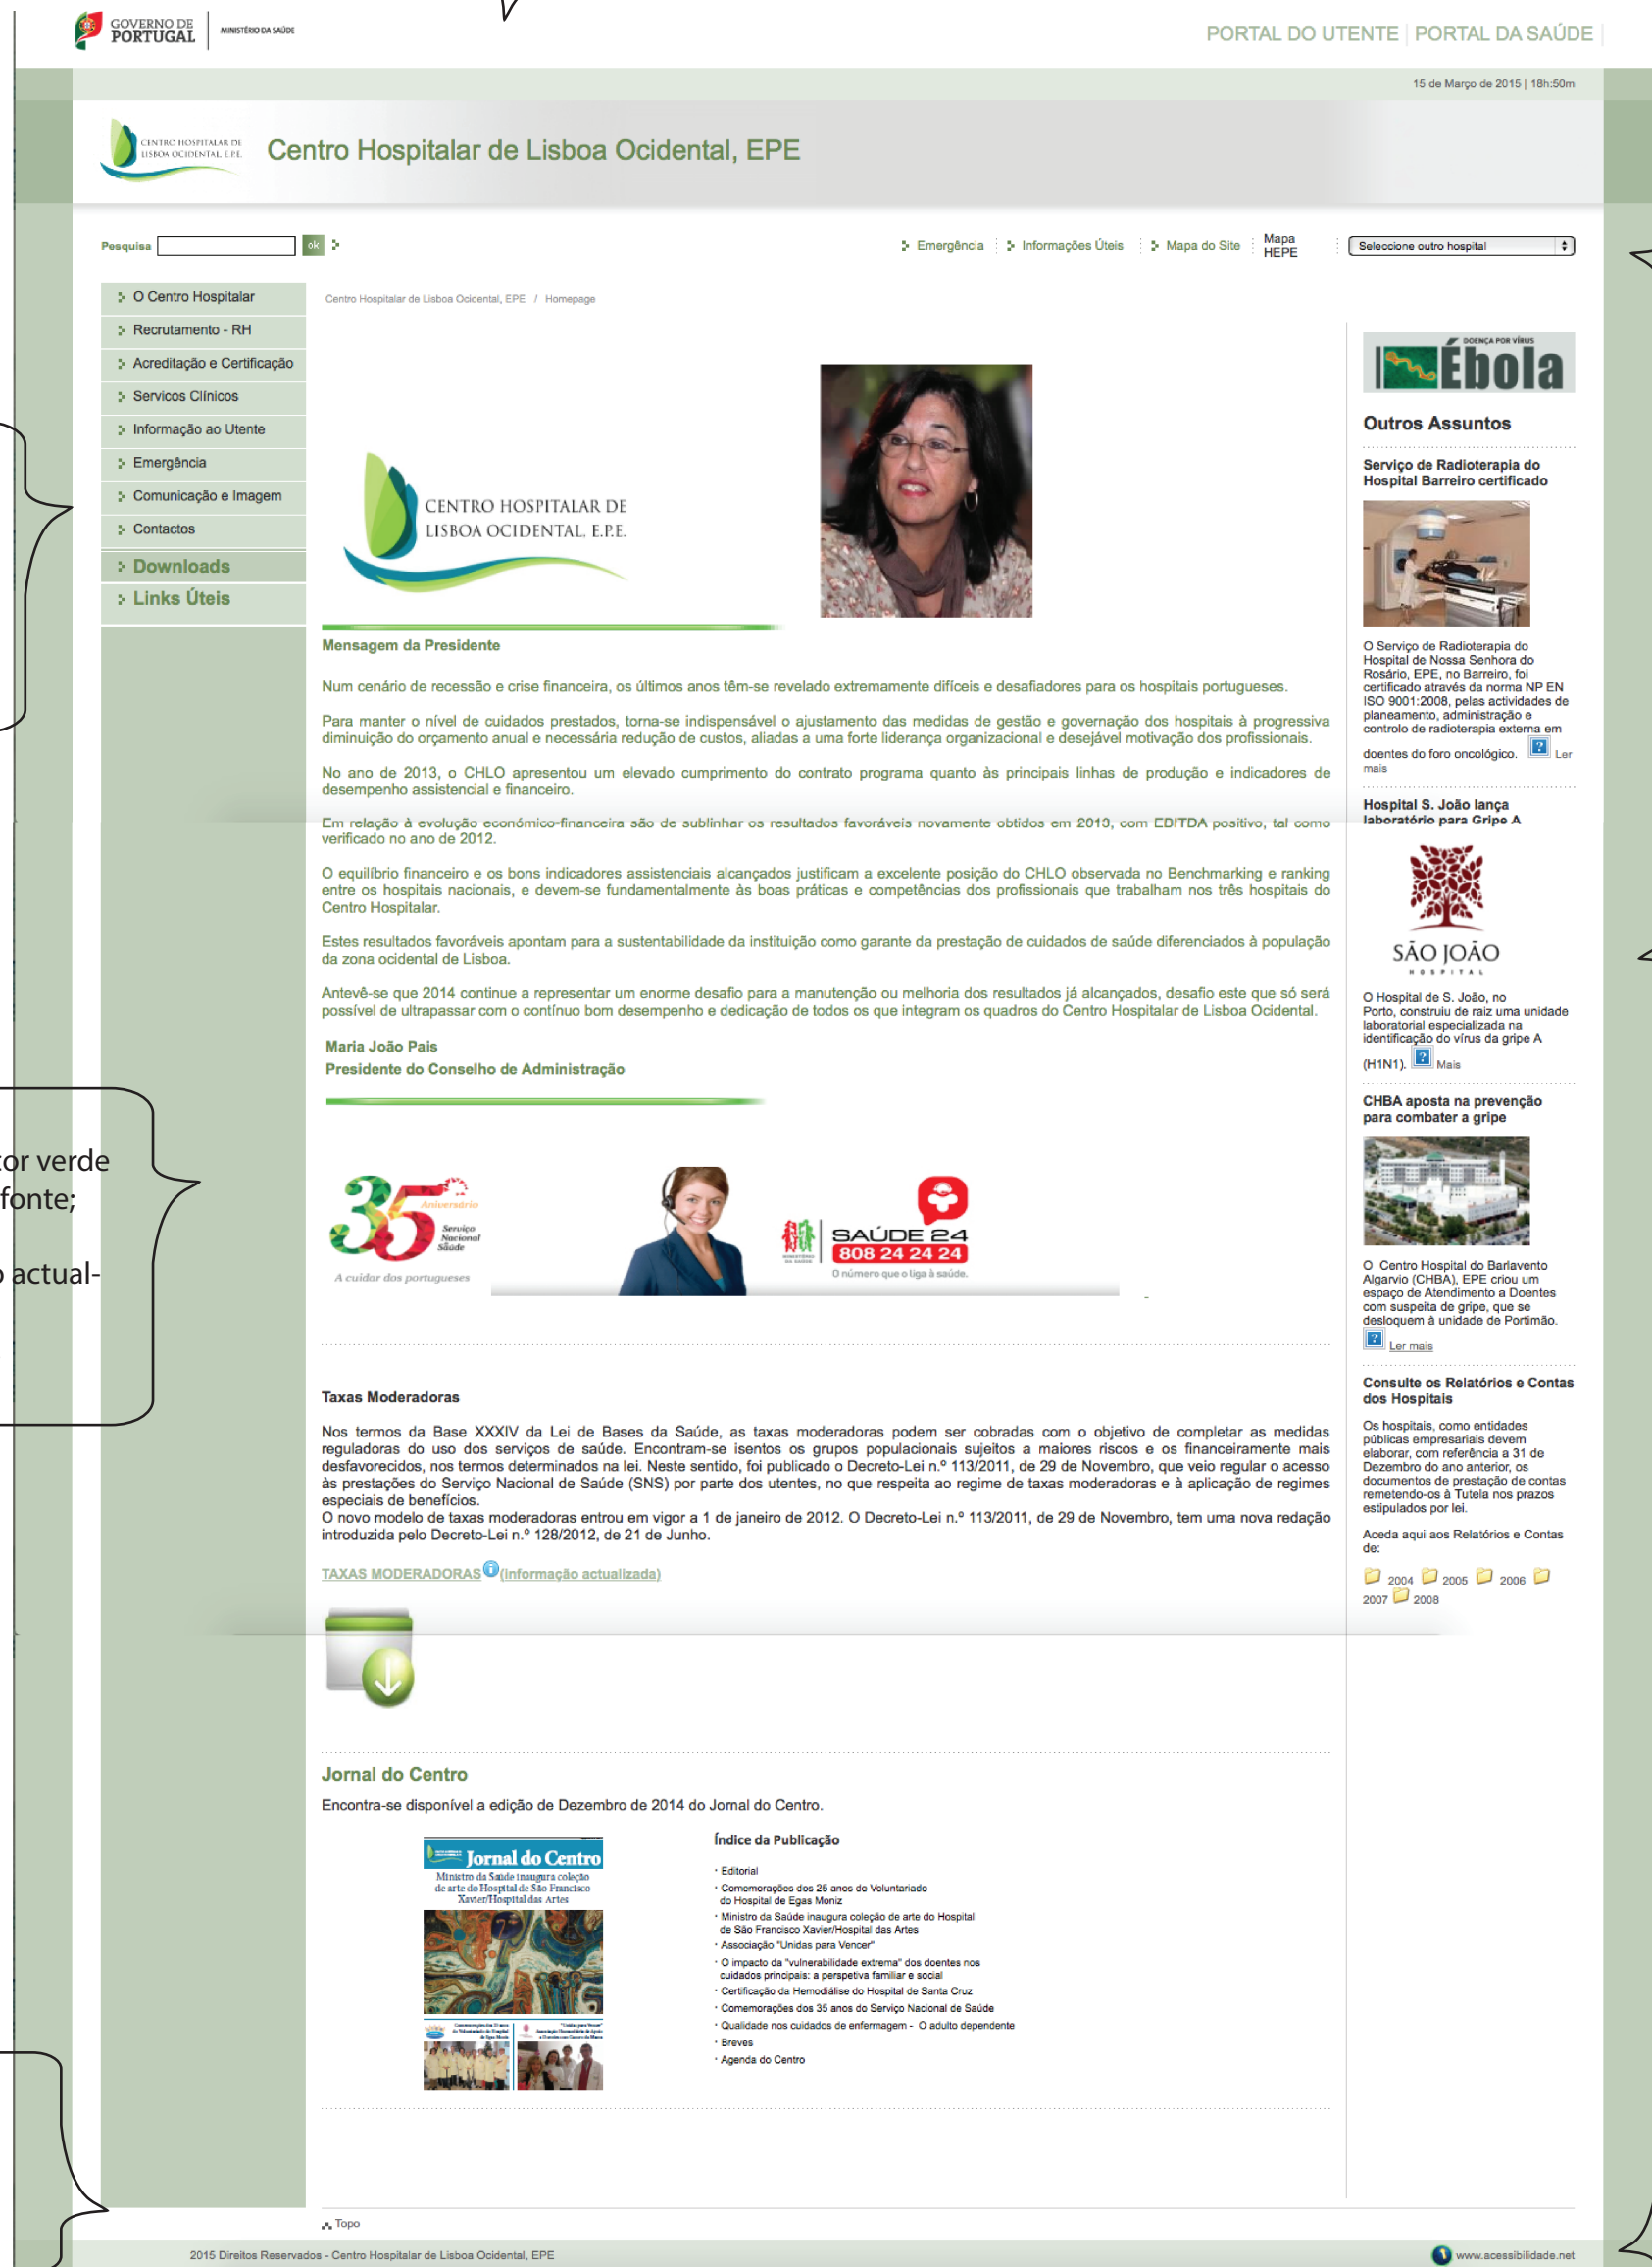 GOVERNO DE
PORTUGAL
MINISTÉRIO DA SAÚDE
PORTAL DO UTENTE
PORTAL DA SAÚDE
15 de Março de 2015 | 18h:50m
CENTRO HOSPITALAR DE
LISBOA OCIDENTAL, E.P.E.
Centro Hospitalar de Lisboa Ocidental, EPE
Pesquisa
ok
Emergência
Informações Úteis
Mapa do Site
Mapa
HEPE
Seleccione outro hospital
O Centro Hospitalar
Recrutamento - RH
Acreditação e Certificação
Servicos Clínicos
Informação ao Utente
Emergência
Comunicação e Imagem
Contactos
Downloads
Links Úteis
Centro Hospitalar de Lisboa Ocidental, EPE / Homepage
CENTRO HOSPITALAR DE
LISBOA OCIDENTAL, E.P.E.
Mensagem da Presidente
Num cenário de recessão e crise financeira, os últimos anos têm-se revelado extremamente difíceis e desafiadores para os hospitais portugueses.
Para manter o nível de cuidados prestados, torna-se indispensável o ajustamento das medidas de gestão e governação dos hospitais à progressiva
diminuição do orçamento anual e necessária redução de custos, aliadas a uma forte liderança organizacional e desejável motivação dos profissionais.
No ano de 2013, o CHLO apresentou um elevado cumprimento do contrato programa quanto às principais linhas de produção e indicadores de
desempenho assistencial e financeiro.
Em relação à evolução económico-financeira são de sublinhar os resultados favoráveis novamente obtidos em 2013, com EDITDA positivo, tal como
verificado no ano de 2012.
O equilíbrio financeiro e os bons indicadores assistenciais alcançados justificam a excelente posição do CHLO observada no Benchmarking e ranking
entre os hospitais nacionais, e devem-se fundamentalmente às boas práticas e competências dos profissionais que trabalham nos três hospitais do
Centro Hospitalar.
Estes resultados favoráveis apontam para a sustentabilidade da instituição como garante da prestação de cuidados de saúde diferenciados à população
da zona ocidental de Lisboa.
Antevê-se que 2014 continue a representar um enorme desafio para a manutenção ou melhoria dos resultados já alcançados, desafio este que só será
possível de ultrapassar com o contínuo bom desempenho e dedicação de todos os que integram os quadros do Centro Hospitalar de Lisboa Ocidental.
Maria João Pais
Presidente do Conselho de Administração
cor verde
fonte;
o actual-
35
Aniversário
Serviço
Nacional
Saúde
A cuidar dos portugueses
MINISTÉRIO
DA SAÚDE
SAÚDE 24
808 24 24 24
O número que o liga à saúde.
Taxas Moderadoras
Nos termos da Base XXXIV da Lei de Bases da Saúde, as taxas moderadoras podem ser cobradas com o objetivo de completar as medidas
reguladoras do uso dos serviços de saúde. Encontram-se isentos os grupos populacionais sujeitos a maiores riscos e os financeiramente mais
desfavorecidos, nos termos determinados na lei. Neste sentido, foi publicado o Decreto-Lei n.º 113/2011, de 29 de Novembro, que veio regular o acesso
às prestações do Serviço Nacional de Saúde (SNS) por parte dos utentes, no que respeita ao regime de taxas moderadoras e à aplicação de regimes
especiais de benefícios.
O novo modelo de taxas moderadoras entrou em vigor a 1 de janeiro de 2012. O Decreto-Lei n.º 113/2011, de 29 de Novembro, tem uma nova redação
introduzida pelo Decreto-Lei n.º 128/2012, de 21 de Junho.
TAXAS MODERADORAS (informação actualizada)
Jornal do Centro
Encontra-se disponível a edição de Dezembro de 2014 do Jornal do Centro.
Jornal do Centro
Ministro da Saúde inaugura coleção
de arte do Hospital de São Francisco
Xavier/Hospital das Artes
Índice da Publicação
· Editorial
· Comemorações dos 25 anos do Voluntariado
do Hospital de Egas Moniz
· Ministro da Saúde inaugura coleção de arte do Hospital
de São Francisco Xavier/Hospital das Artes
· Associação "Unidas para Vencer"
· O impacto da "vulnerabilidade extrema" dos doentes nos
cuidados principais: a perspetiva familiar e social
· Certificação da Hemodiálise do Hospital de Santa Cruz
· Comemorações dos 35 anos do Serviço Nacional de Saúde
· Qualidade nos cuidados de enfermagem - O adulto dependente
· Breves
· Agenda do Centro
DOENÇA POR VÍRUS
Ébola
Outros Assuntos
Serviço de Radioterapia do
Hospital Barreiro certificado
O Serviço de Radioterapia do
Hospital de Nossa Senhora do
Rosário, EPE, no Barreiro, foi
certificado através da norma NP EN
ISO 9001:2008, pelas actividades de
planeamento, administração e
controlo de radioterapia externa em
doentes do foro oncológico. Ler
mais
Hospital S. João lança
laboratório para Gripe A
SÃO JOÃO
HOSPITAL
O Hospital de S. João, no
Porto, construiu de raiz uma unidade
laboratorial especializada na
identificação do vírus da gripe A
(H1N1). Mais
CHBA aposta na prevenção
para combater a gripe
O Centro Hospital do Barlavento
Algarvio (CHBA), EPE criou um
espaço de Atendimento a Doentes
com suspeita de gripe, que se
desloquem à unidade de Portimão.
Ler mais
Consulte os Relatórios e Contas
dos Hospitais
Os hospitais, como entidades
públicas empresariais devem
elaborar, com referência a 31 de
Dezembro do ano anterior, os
documentos de prestação de contas
remetendo-os à Tutela nos prazos
estipulados por lei.
Aceda aqui aos Relatórios e Contas
de:
2004 2005 2006
2007 2008
Topo
2015 Direitos Reservados - Centro Hospitalar de Lisboa Ocidental, EPE
www.acessibilidade.net